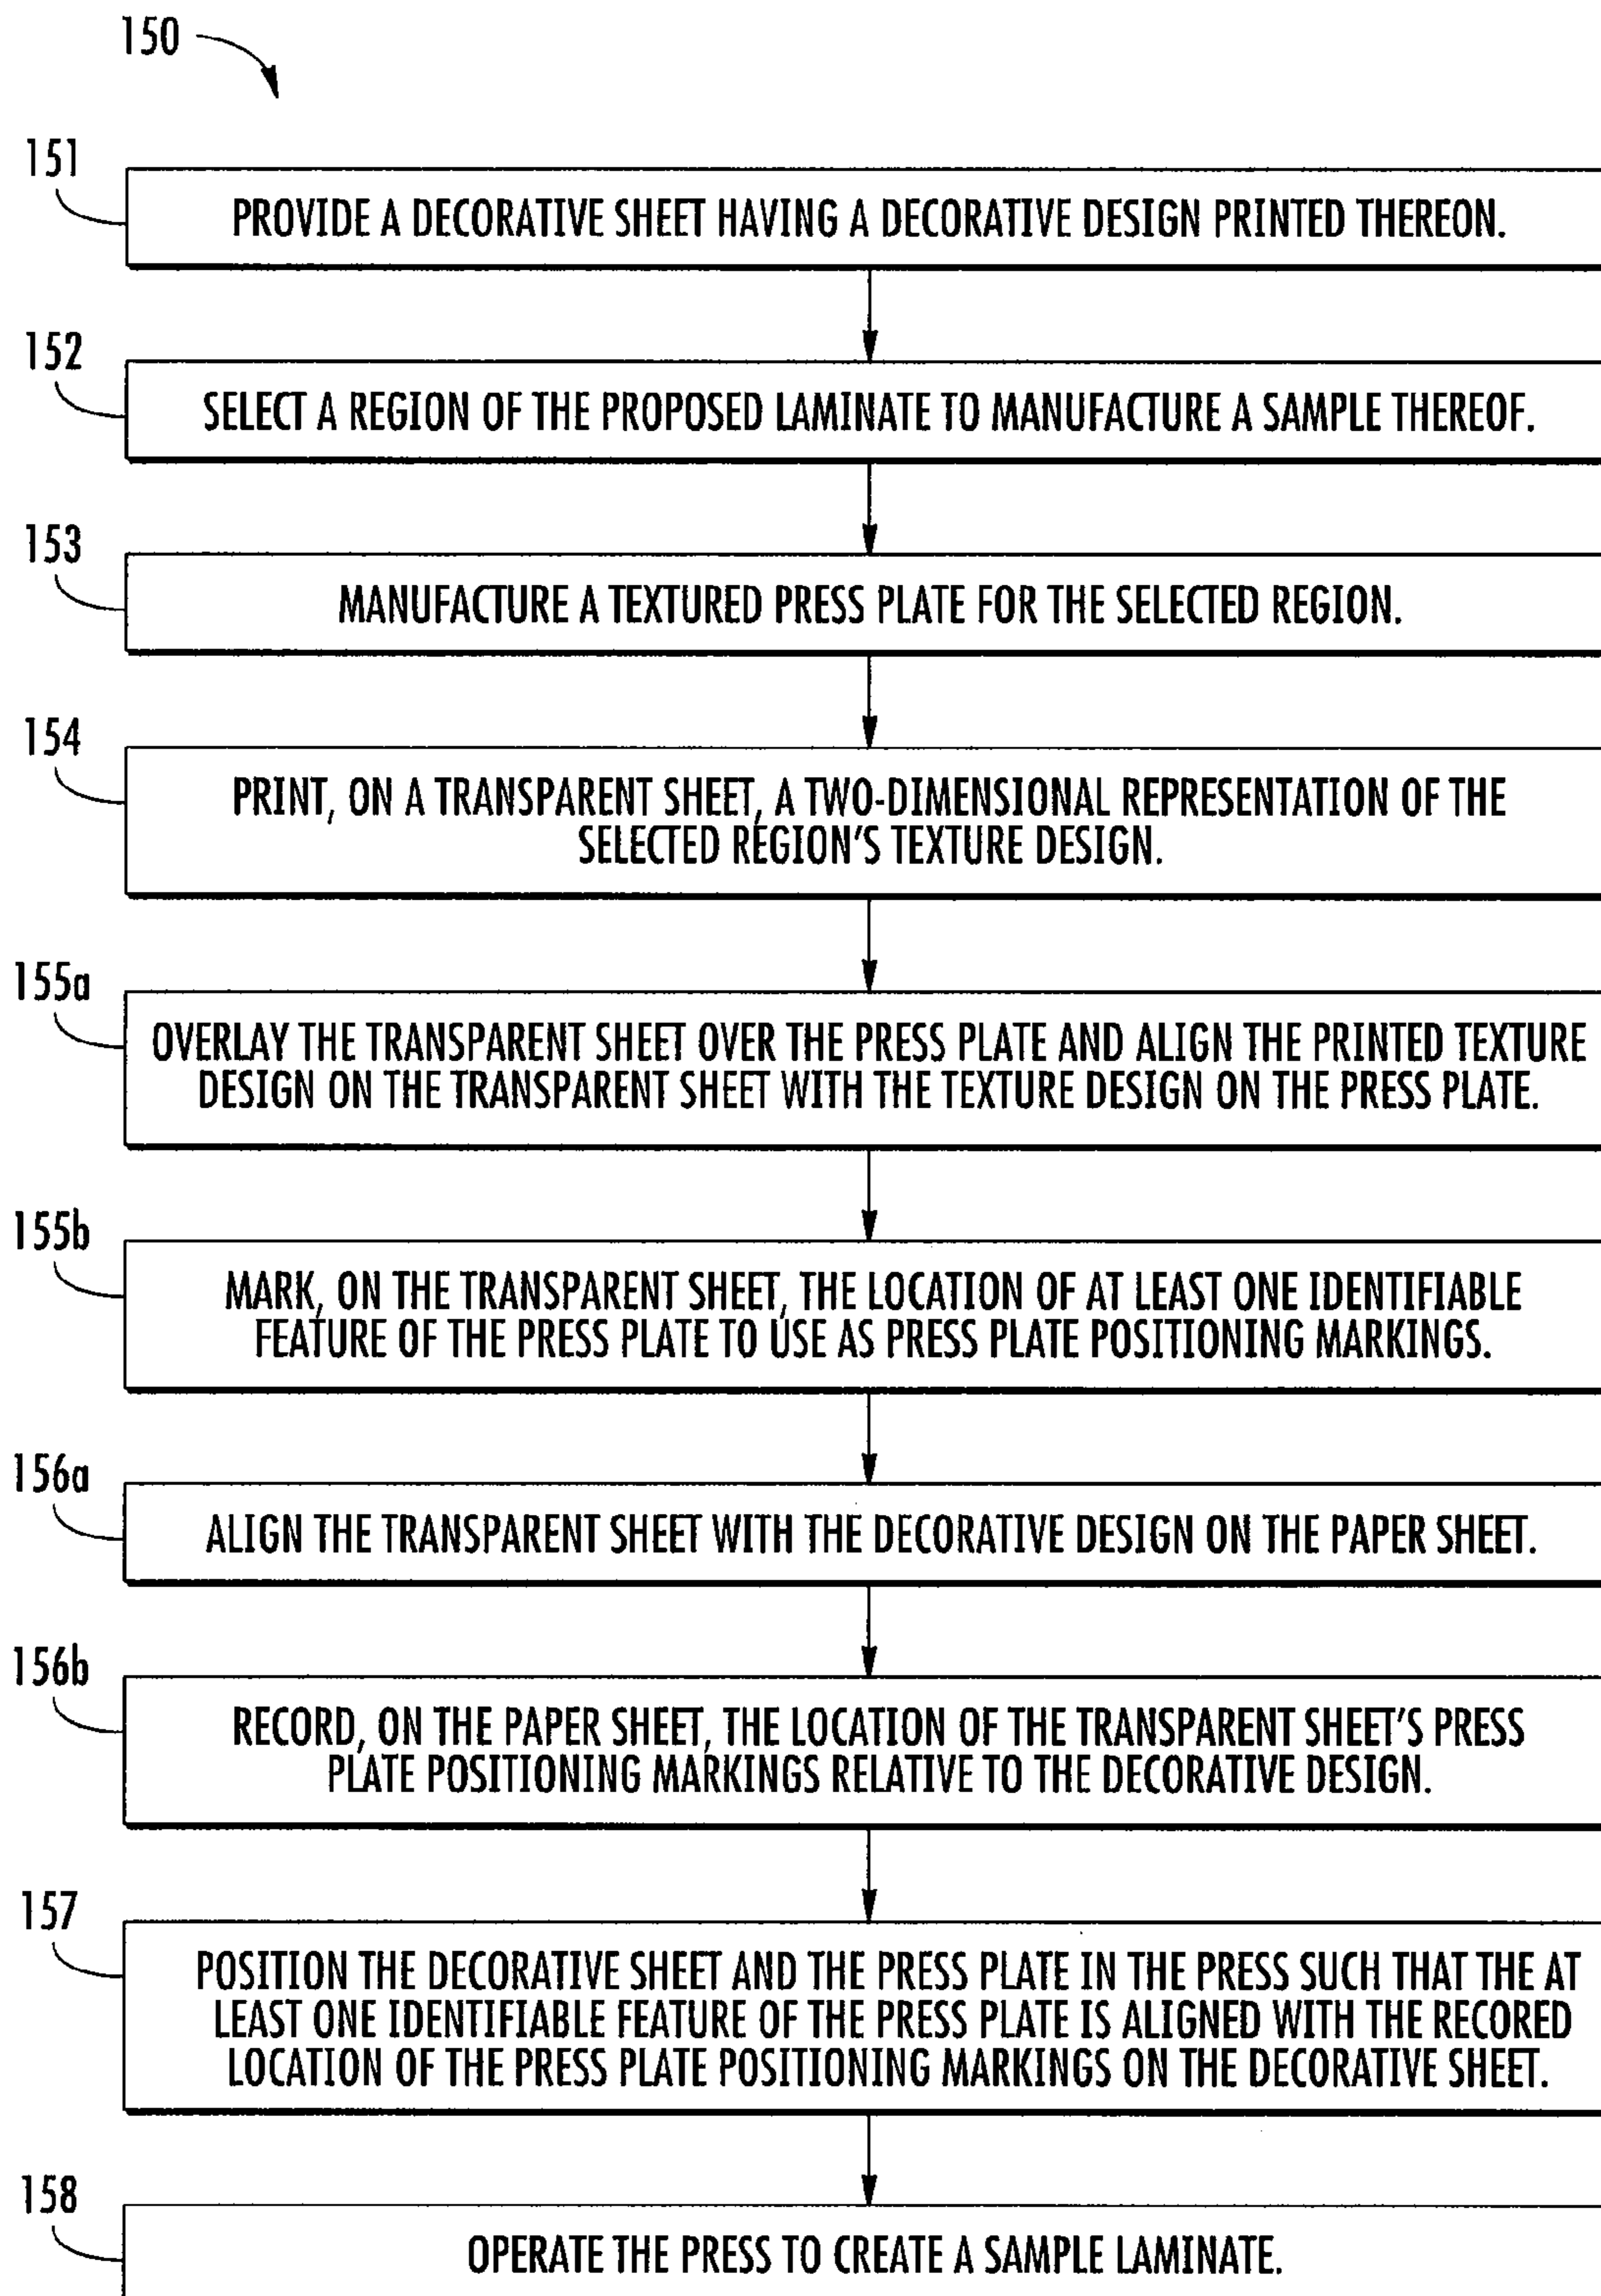 150
151
PROVIDE A DECORATIVE SHEET HAVING A DECORATIVE DESIGN PRINTED THEREON.
152
SELECT A REGION OF THE PROPOSED LAMINATE TO MANUFACTURE A SAMPLE THEREOF.
153
MANUFACTURE A TEXTURED PRESS PLATE FOR THE SELECTED REGION.
154
PRINT, ON A TRANSPARENT SHEET, A TWO-DIMENSIONAL REPRESENTATION OF THE
SELECTED REGION'S TEXTURE DESIGN.
155a
OVERLAY THE TRANSPARENT SHEET OVER THE PRESS PLATE AND ALIGN THE PRINTED TEXTURE
DESIGN ON THE TRANSPARENT SHEET WITH THE TEXTURE DESIGN ON THE PRESS PLATE.
155b
MARK, ON THE TRANSPARENT SHEET, THE LOCATION OF AT LEAST ONE IDENTIFIABLE
FEATURE OF THE PRESS PLATE TO USE AS PRESS PLATE POSITIONING MARKINGS.
156a
ALIGN THE TRANSPARENT SHEET WITH THE DECORATIVE DESIGN ON THE PAPER SHEET.
156b
RECORD, ON THE PAPER SHEET, THE LOCATION OF THE TRANSPARENT SHEET'S PRESS
PLATE POSITIONING MARKINGS RELATIVE TO THE DECORATIVE DESIGN.
157
POSITION THE DECORATIVE SHEET AND THE PRESS PLATE IN THE PRESS SUCH THAT THE AT
LEAST ONE IDENTIFIABLE FEATURE OF THE PRESS PLATE IS ALIGNED WITH THE RECORED
LOCATION OF THE PRESS PLATE POSITIONING MARKINGS ON THE DECORATIVE SHEET.
158
OPERATE THE PRESS TO CREATE A SAMPLE LAMINATE.